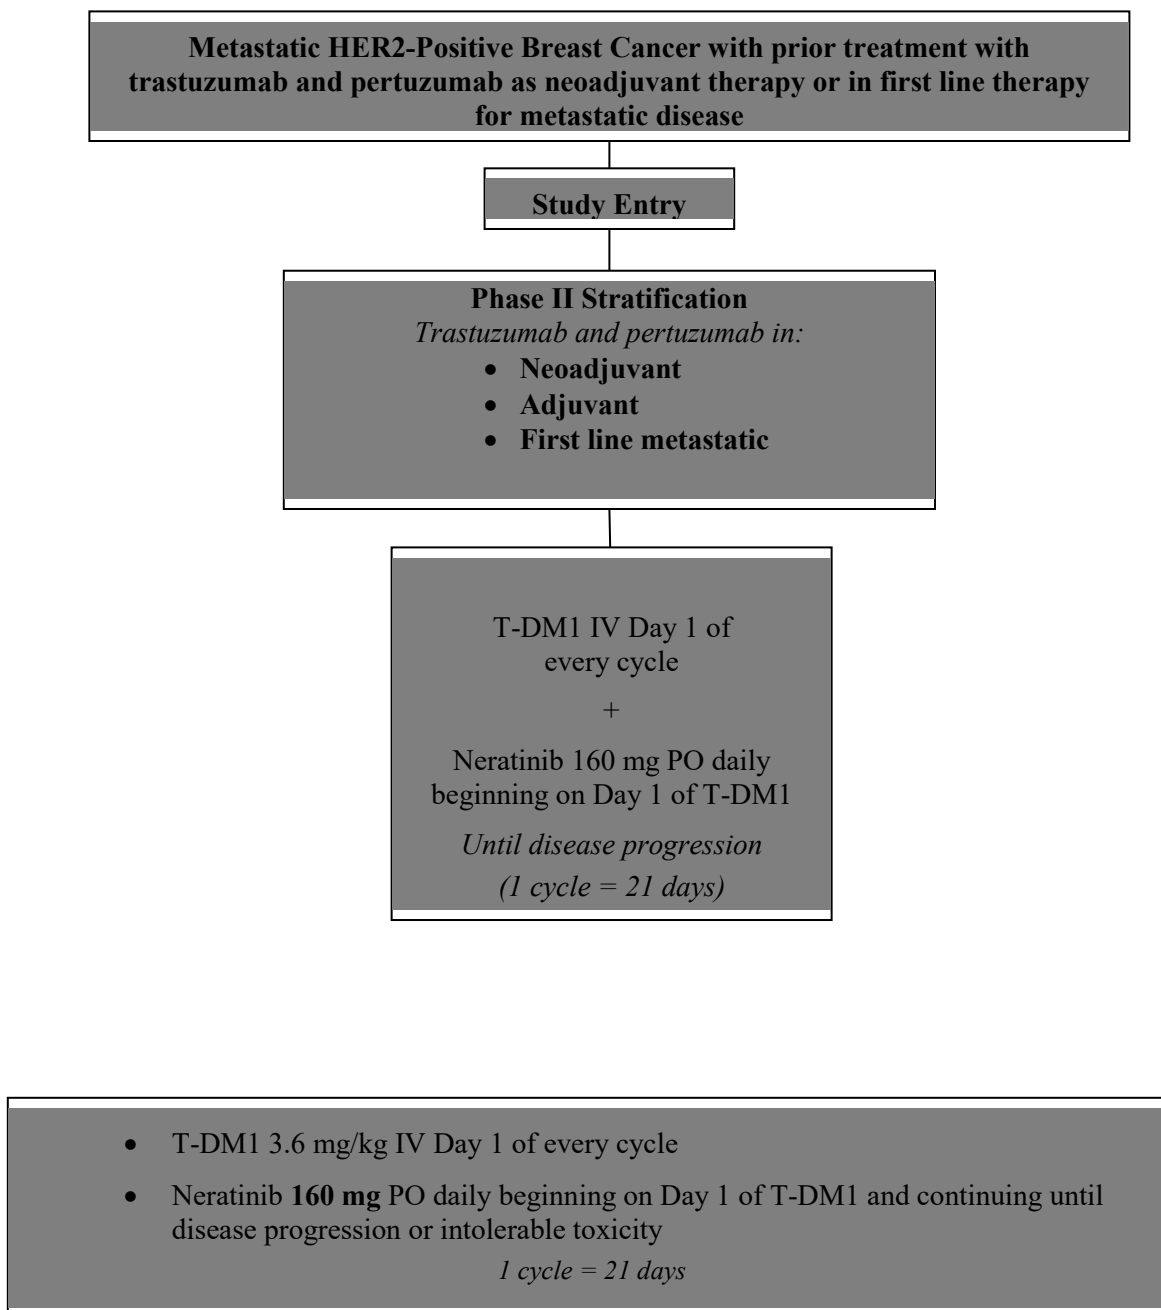 Metastatic HER2-Positive Breast Cancer with prior treatment with
trastuzumab and pertuzumab as neoadjuvant therapy or in first line therapy
for metastatic disease
Study Entry
Phase II Stratification
Trastuzumab and pertuzumab in:
• Neoadjuvant
• Adjuvant
• First line metastatic
T-DM1 IV Day 1 of
every cycle
+
Neratinib 160 mg PO daily
beginning on Day 1 of T-DM1
Until disease progression
(1 cycle = 21 days)
• T-DM1 3.6 mg/kg IV Day 1 of every cycle
• Neratinib 160 mg PO daily beginning on Day 1 of T-DM1 and continuing until
disease progression or intolerable toxicity
1 cycle = 21 days